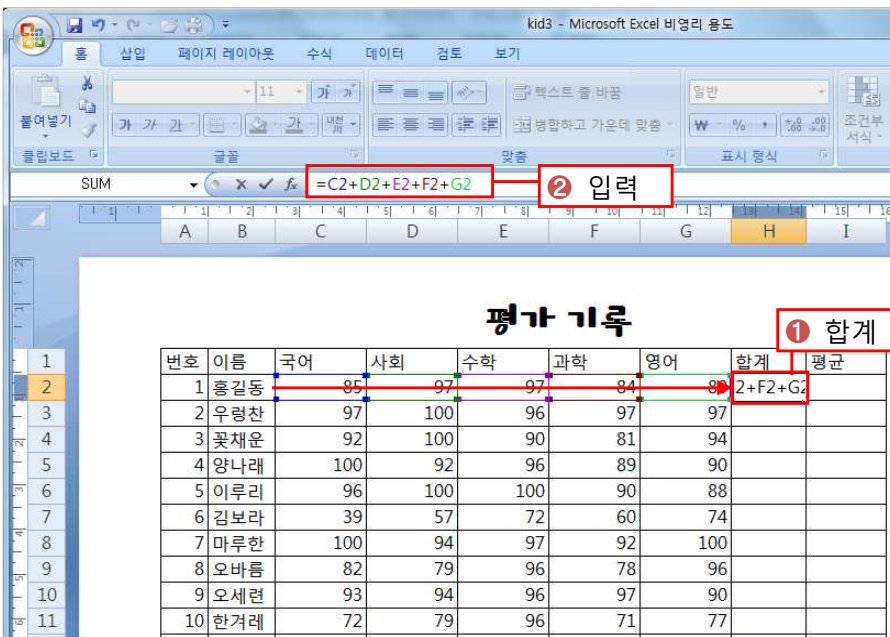 kid3 - Microsoft Excel 비영리 용도
홈 삽입 페이지 레이아웃 수식 데이터 검토 보기
붙여넣기
11 가 가
텍스트 줄 바꿈
일반
가 가 가 가 내천
병합하고 가운데 맞춤
₩ % ,
조건부
서식
클립보드 글꼴 맞춤 표시 형식
SUM =C2+D2+E2+F2+G2
❷ 입력
A B C D E F G H I
평가 기록
❶ 합계
1 번호 이름 국어 사회 수학 과학 영어 합계 평균
2 1 홍길동 85 97 97 84 2+F2+G2
3 2 우렁찬 97 100 96 97 97
4 3 꽃채운 92 100 90 81 94
5 4 양나래 100 92 96 89 90
6 5 이루리 96 100 100 90 88
7 6 김보라 39 57 72 60 74
8 7 마루한 100 94 97 92 100
9 8 오바름 82 79 96 78 96
10 9 오세련 93 94 96 97 90
11 10 한겨레 72 79 96 71 77